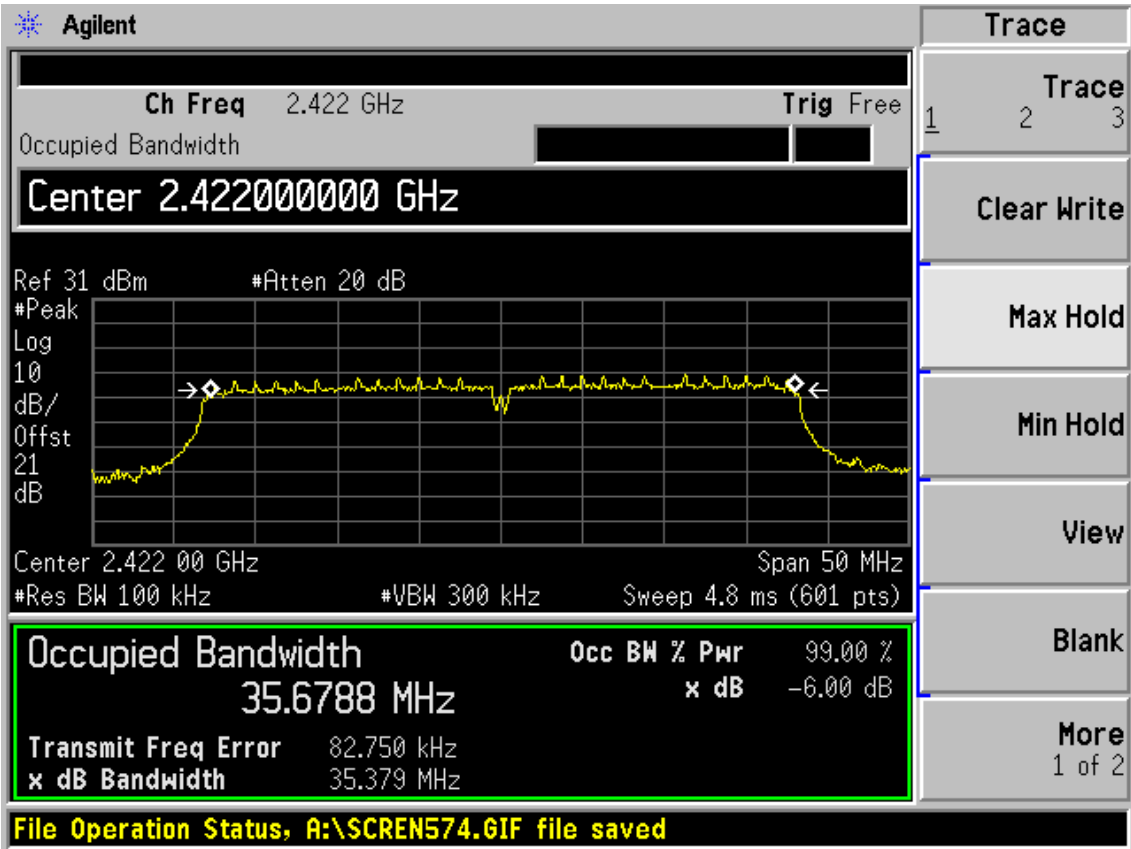 Agilent
Trace
Ch Freq 2.422 GHz Trig Free
Occupied Bandwidth
Center 2.422000000 GHz
Ref 31 dBm #Atten 20 dB
#Peak
Log
10
dB/
Offst
21
dB
Center 2.422 00 GHz Span 50 MHz
#Res BW 100 kHz #VBW 300 kHz Sweep 4.8 ms (601 pts)
Occupied Bandwidth
35.6788 MHz
Occ BW % Pwr 99.00 %
x dB -6.00 dB
Transmit Freq Error 82.750 kHz
x dB Bandwidth 35.379 MHz
File Operation Status, A:\SCREN574.GIF file saved
Trace
1 2 3
Clear Write
Max Hold
Min Hold
View
Blank
More
1 of 2